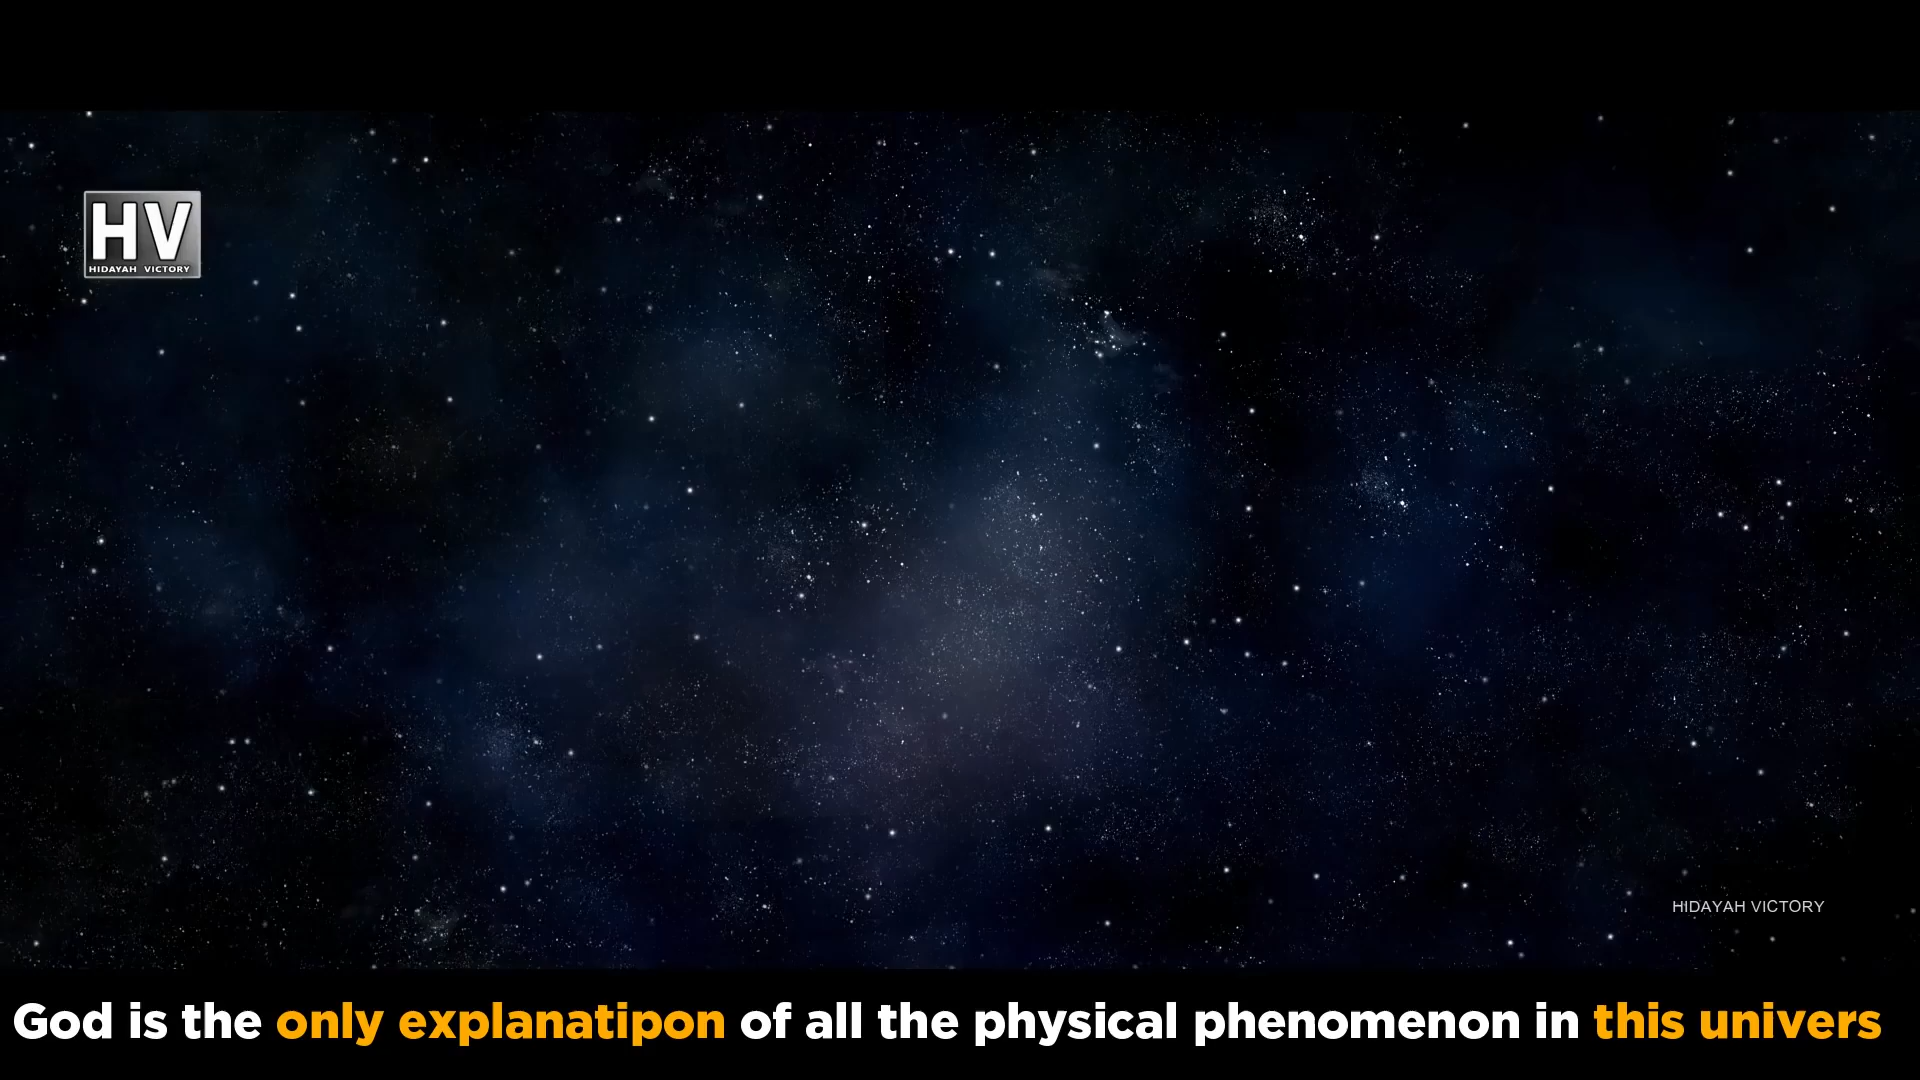 HV
HIDAYAH VICTORY
HIDAYAH VICTORY
God is the only explanatipon of all the physical phenomenon in this univers